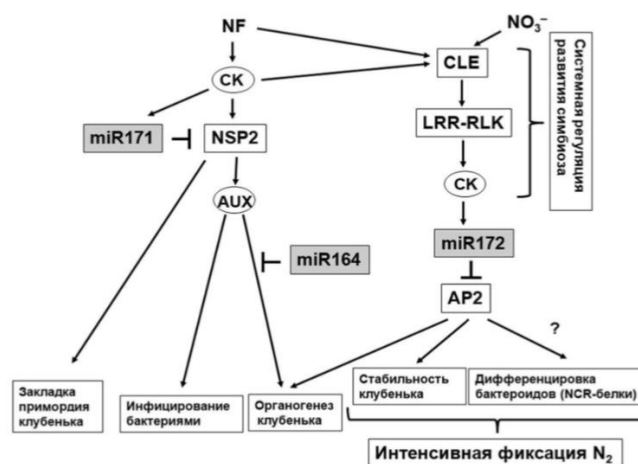 NF
NO₃⁻
CK
CLE
Системная регуляция
развития симбиоза
miR171
NSP2
LRR-RLK
AUX
CK
miR164
miR172
AP2
?
Закладка
примордия
клубенька
Инфицирование
бактериями
Органогенез
клубенька
Стабильность
клубенька
Дифференцировка
бактероидов (NCR-белки)
Интенсивная фиксация N₂